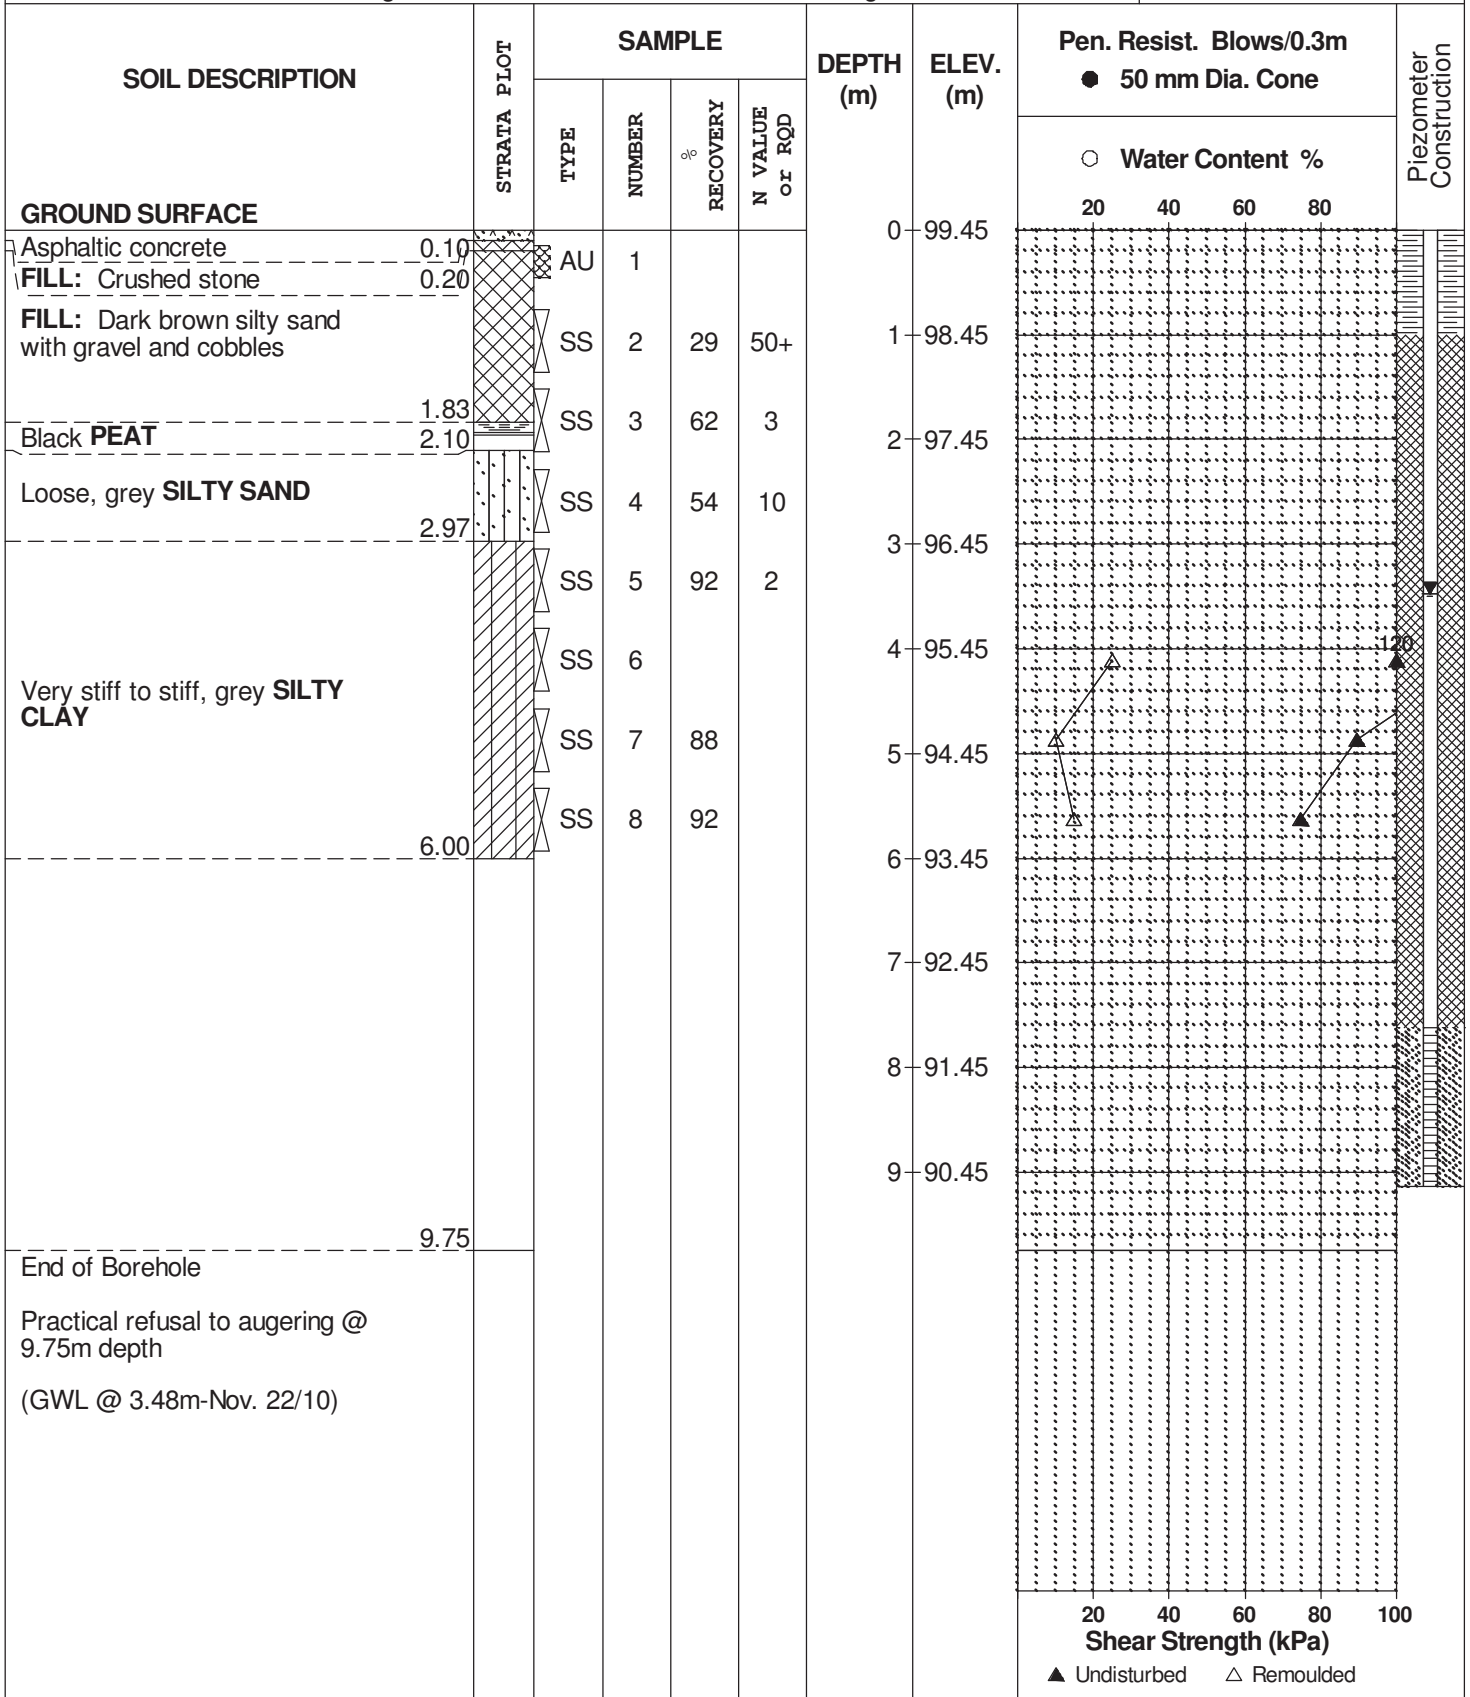 SOIL DESCRIPTION
STRATA PLOT
SAMPLE
TYPE
NUMBER
%
RECOVERY
N VALUE
or RQD
DEPTH
(m)
ELEV.
(m)
Pen. Resist. Blows/0.3m
● 50 mm Dia. Cone
○ Water Content %
Piezometer
Construction
20 40 60 80
GROUND SURFACE
0 99.45
Asphaltic concrete 0.10
AU 1
FILL: Crushed stone 0.20
FILL: Dark brown silty sand
with gravel and cobbles
SS 2 29 50+
1 98.45
1.83
SS 3 62 3
Black PEAT 2.10
2 97.45
Loose, grey SILTY SAND
SS 4 54 10
2.97
3 96.45
SS 5 92 2
4 95.45
120
SS 6
Very stiff to stiff, grey SILTY
CLAY
SS 7 88
5 94.45
SS 8 92
6.00
6 93.45
7 92.45
8 91.45
9 90.45
9.75
End of Borehole
Practical refusal to augering @
9.75m depth
(GWL @ 3.48m-Nov. 22/10)
20 40 60 80 100
Shear Strength (kPa)
▲ Undisturbed △ Remoulded